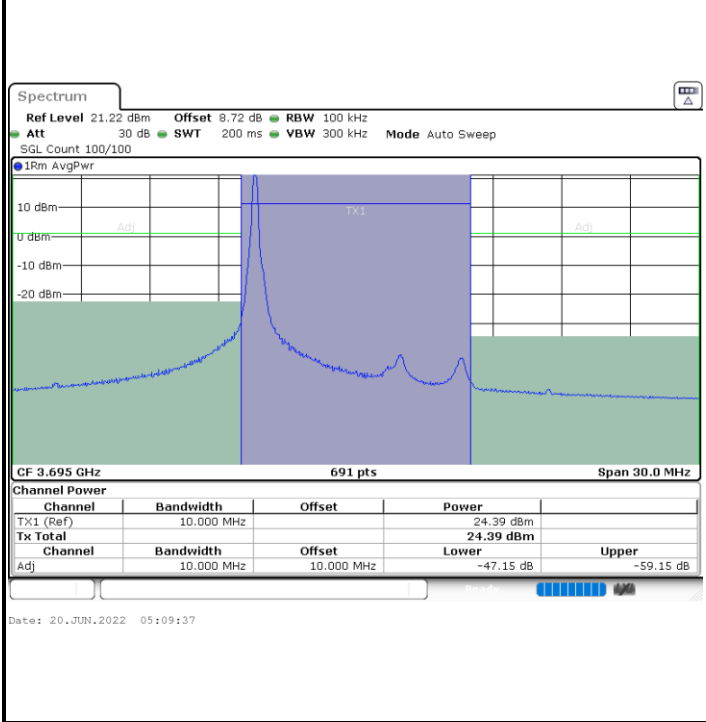 Spectrum
Ref Level 21.22 dBm Offset 8.72 dB RBW 100 kHz
Att 30 dB SWT 200 ms VBW 300 kHz Mode Auto Sweep
SGL Count 100/100
1Rm AvgPwr
10 dBm
TX1
Adj
Adj
0 dBm
-10 dBm
-20 dBm
CF 3.695 GHz 691 pts Span 30.0 MHz
Channel Power
Channel Bandwidth Offset Power
TX1 (Ref) 10.000 MHz 24.39 dBm
Tx Total 24.39 dBm
Channel Bandwidth Offset Lower Upper
Adj 10.000 MHz 10.000 MHz -47.15 dB -59.15 dB
Ready
Date: 20.JUN.2022 05:09:37